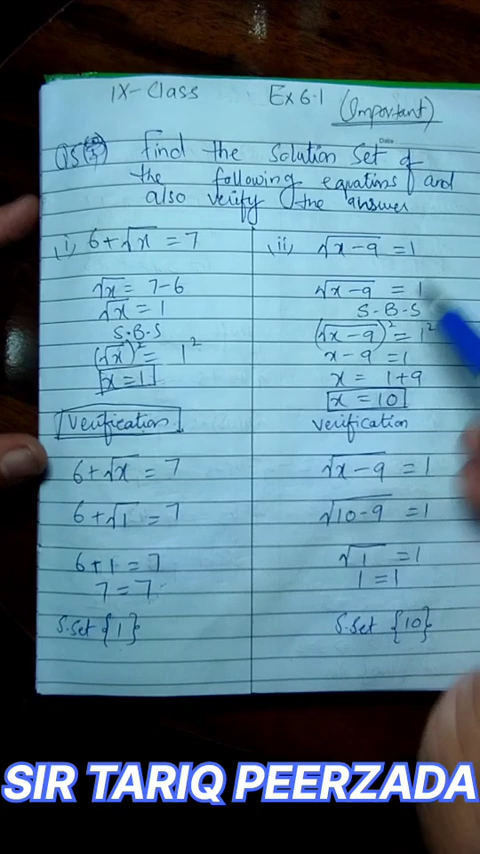 IX-Class Ex 6.1 (Important)
Date
Find the Solution Set of
the following equations and
also verify the answer
i, 6+√x = 7
√x = 7-6
√x = 1
S.B.S
(√x)² = 1²
x=1
Verification
6+√x = 7
6+√1 = 7
6+1 = 7
7 = 7
S.Set {1}
ii, √x-9 = 1
√x-9 = 1
S.B.S
(√x-9)² = 1²
x-9 = 1
x = 1+9
x = 10
verification
√x-9 = 1
√10-9 = 1
√1 = 1
1 = 1
S.Set {10}
SIR TARIQ PEERZADA